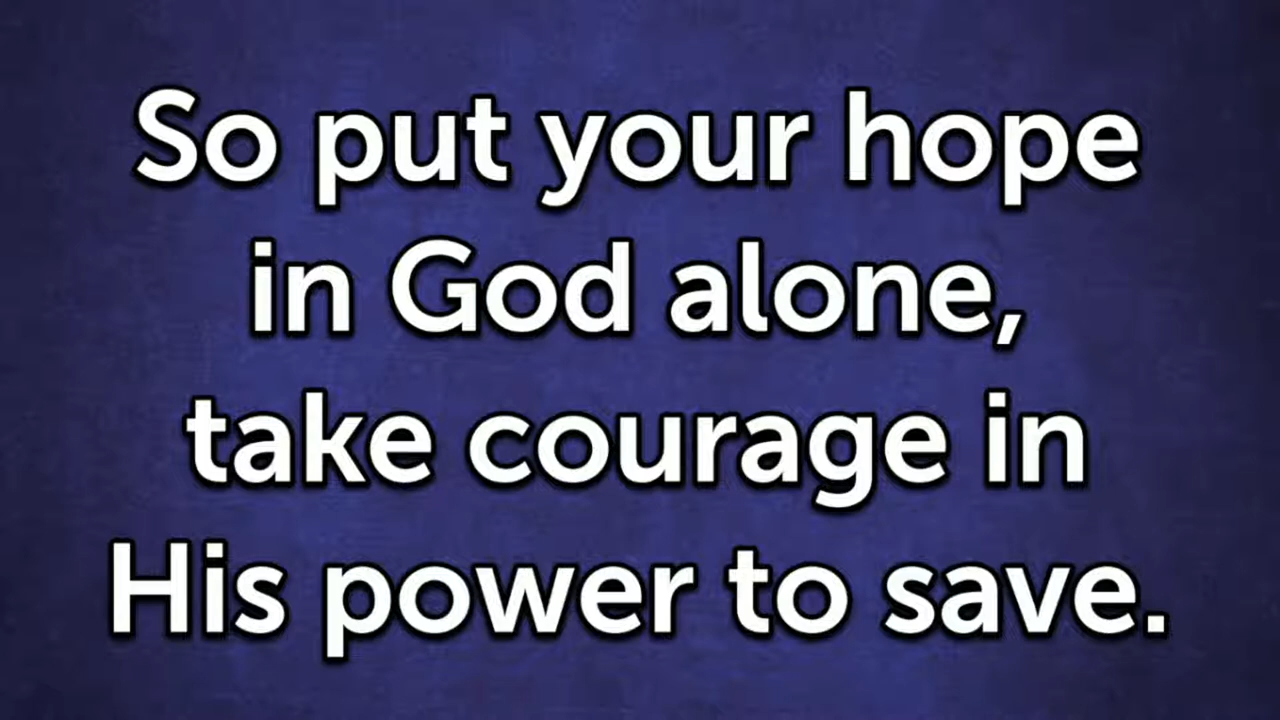 So put your hope
in God alone,
take courage in
His power to save.